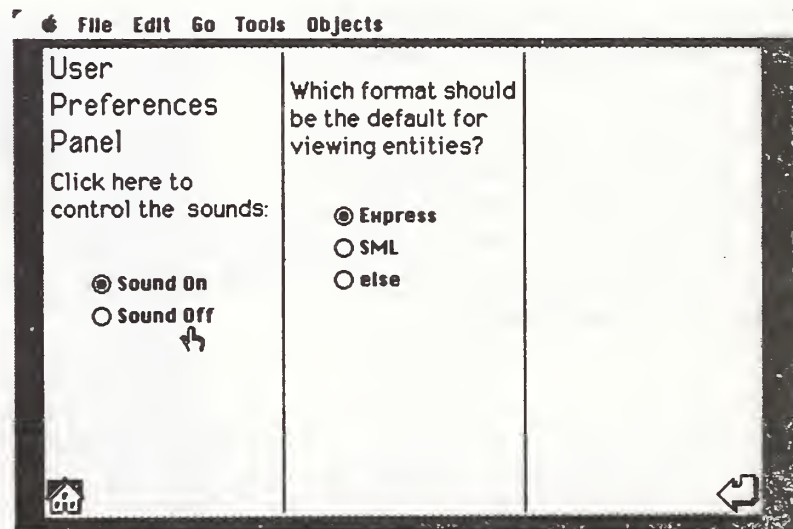 File Edit Go Tools Objects
User
Preferences
Panel
Click here to
control the sounds:
Sound On
Sound Off
Which format should
be the default for
viewing entities?
Express
SML
else